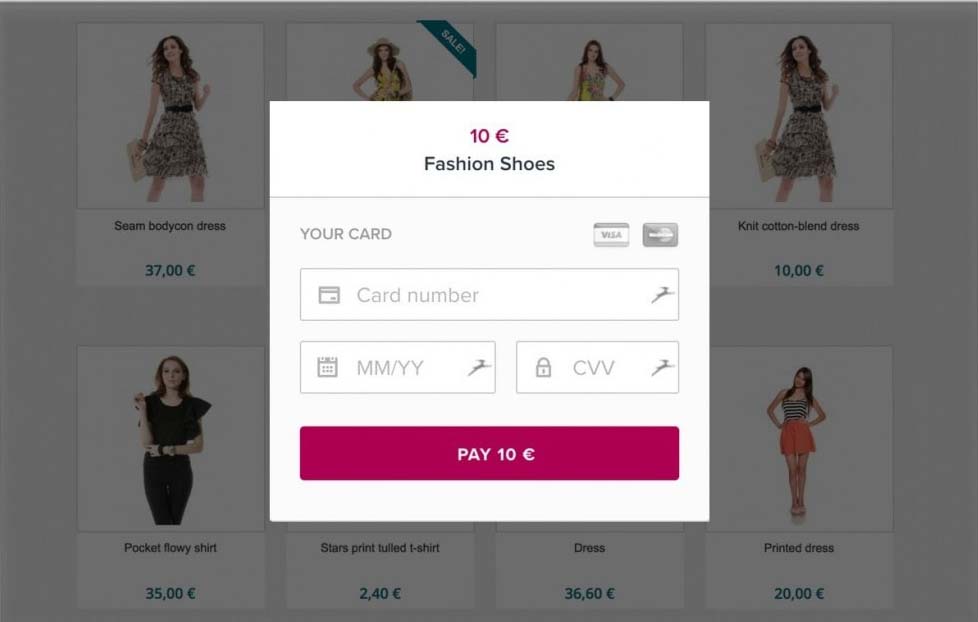 SALE!
10 €
Fashion Shoes
YOUR CARD
VISA
Card number
MM/YY
CVV
PAY 10 €
Seam bodycon dress
Knit cotton-blend dress
37,00 €
10,00 €
Pocket flowy shirt
Stars print tulled t-shirt
Dress
Printed dress
35,00 €
2,40 €
36,60 €
20,00 €